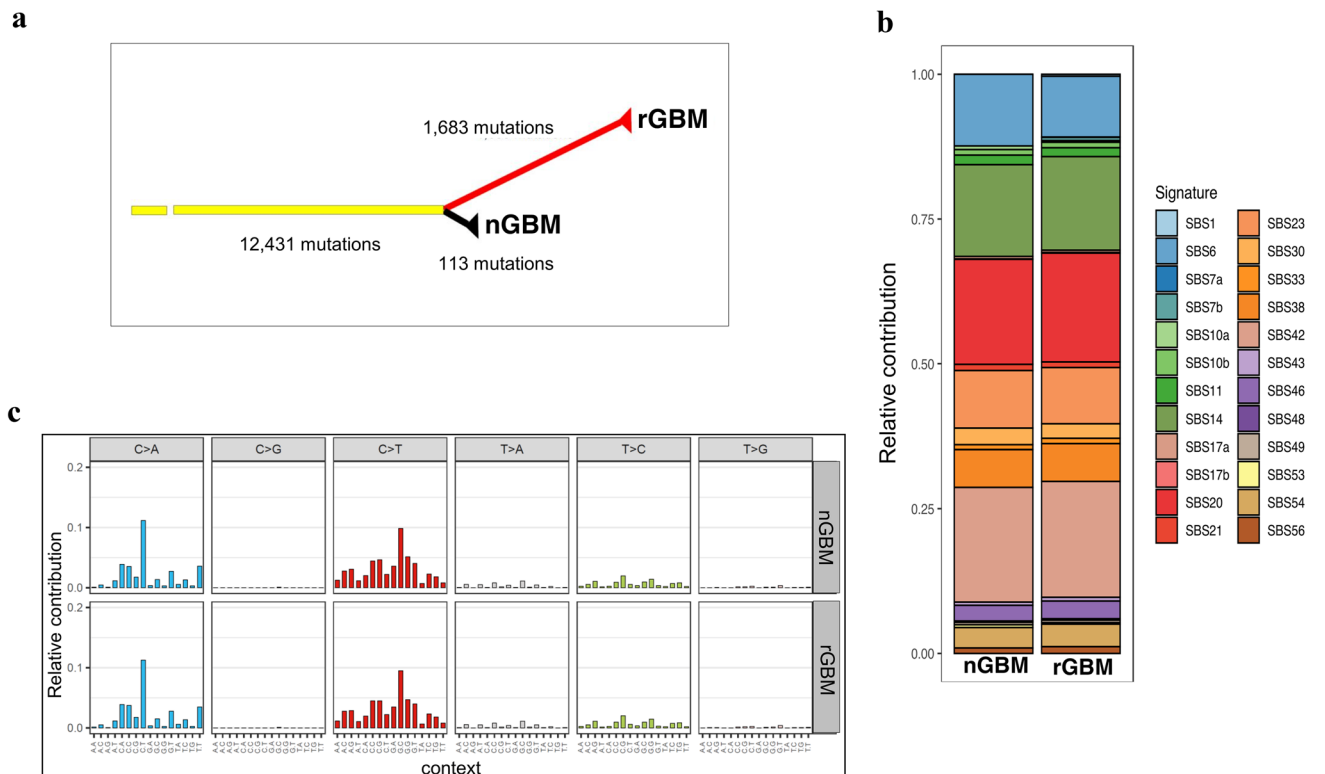 a
1,683 mutations
rGBM
nGBM
12,431 mutations
113 mutations
b
1.00
0.75
0.50
0.25
0.00
Relative contribution
nGBM rGBM
Signature
SBS1 SBS23
SBS6 SBS30
SBS7a SBS33
SBS7b SBS38
SBS10a SBS42
SBS10b SBS43
SBS11 SBS46
SBS14 SBS48
SBS17a SBS49
SBS17b SBS53
SBS20 SBS54
SBS21 SBS56
c
C>A C>G C>T T>A T>C T>G
0.2
0.1
0.0
nGBM
0.2
0.1
0.0
rGBM
Relative contribution
context